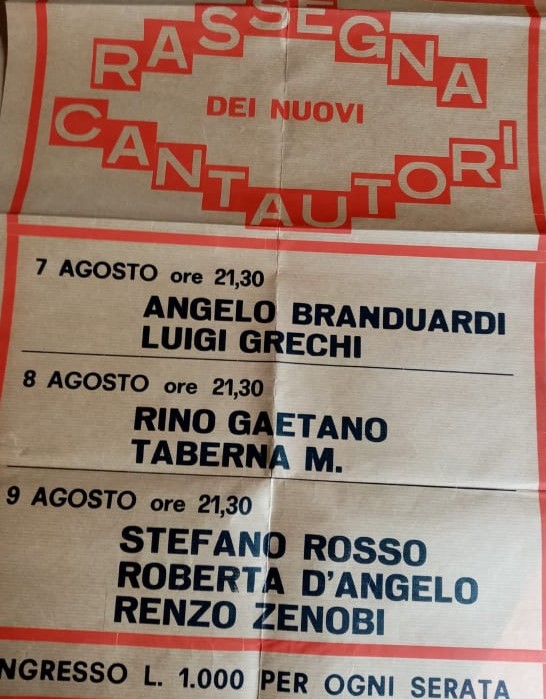 RASSEGNA
DEI NUOVI
CANTAUTORI
7 AGOSTO ore 21,30
ANGELO BRANDUARDI
LUIGI GRECHI
8 AGOSTO ore 21,30
RINO GAETANO
TABERNA M.
9 AGOSTO ore 21,30
STEFANO ROSSO
ROBERTA D'ANGELO
RENZO ZENOBI
NGRESSO L. 1.000 PER OGNI SERATA